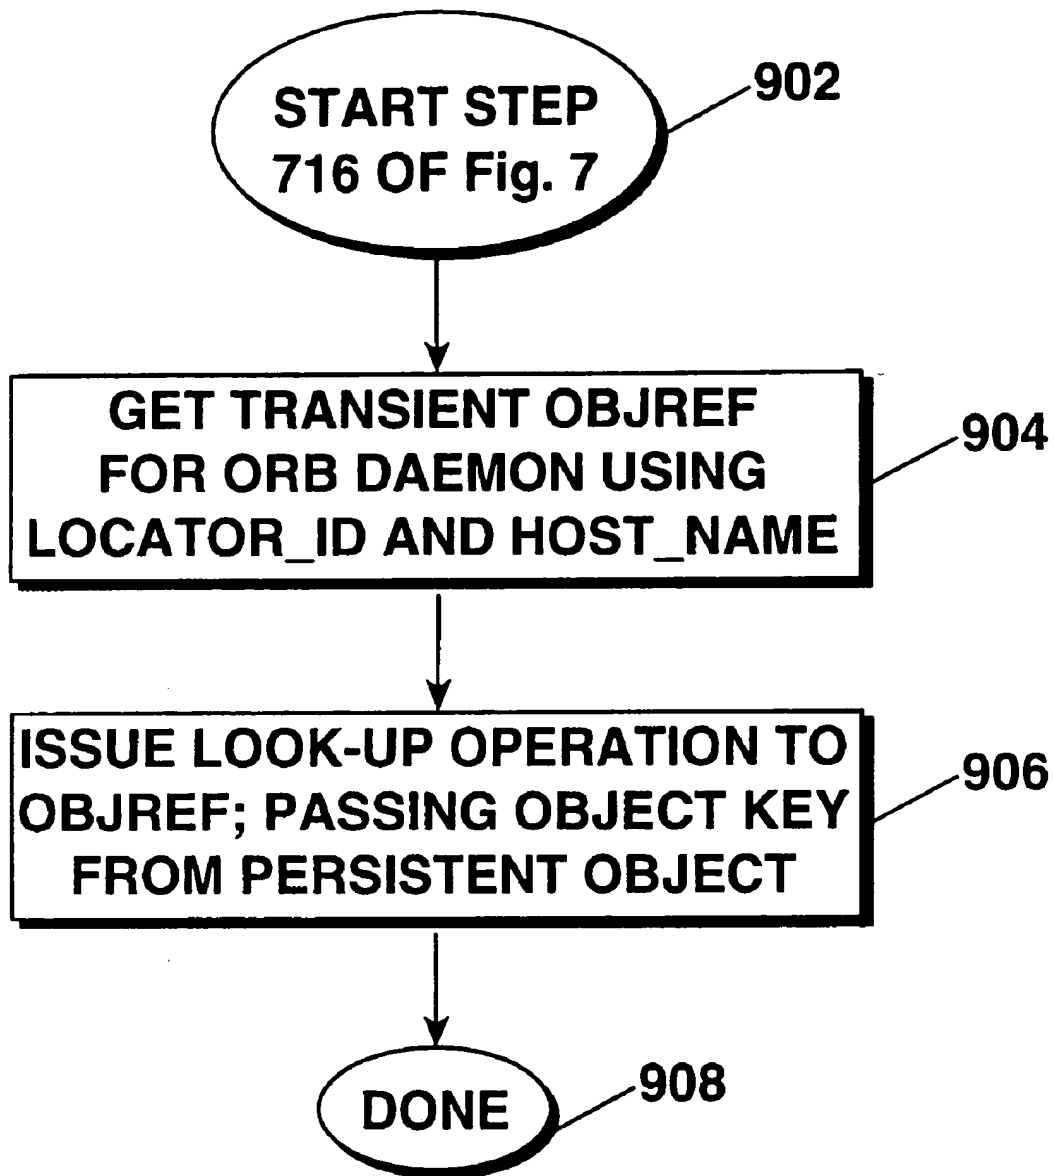 START STEP
716 OF Fig. 7
902
GET TRANSIENT OBJREF
FOR ORB DAEMON USING
LOCATOR_ID AND HOST_NAME
904
ISSUE LOOK-UP OPERATION TO
OBJREF; PASSING OBJECT KEY
FROM PERSISTENT OBJECT
906
DONE
908